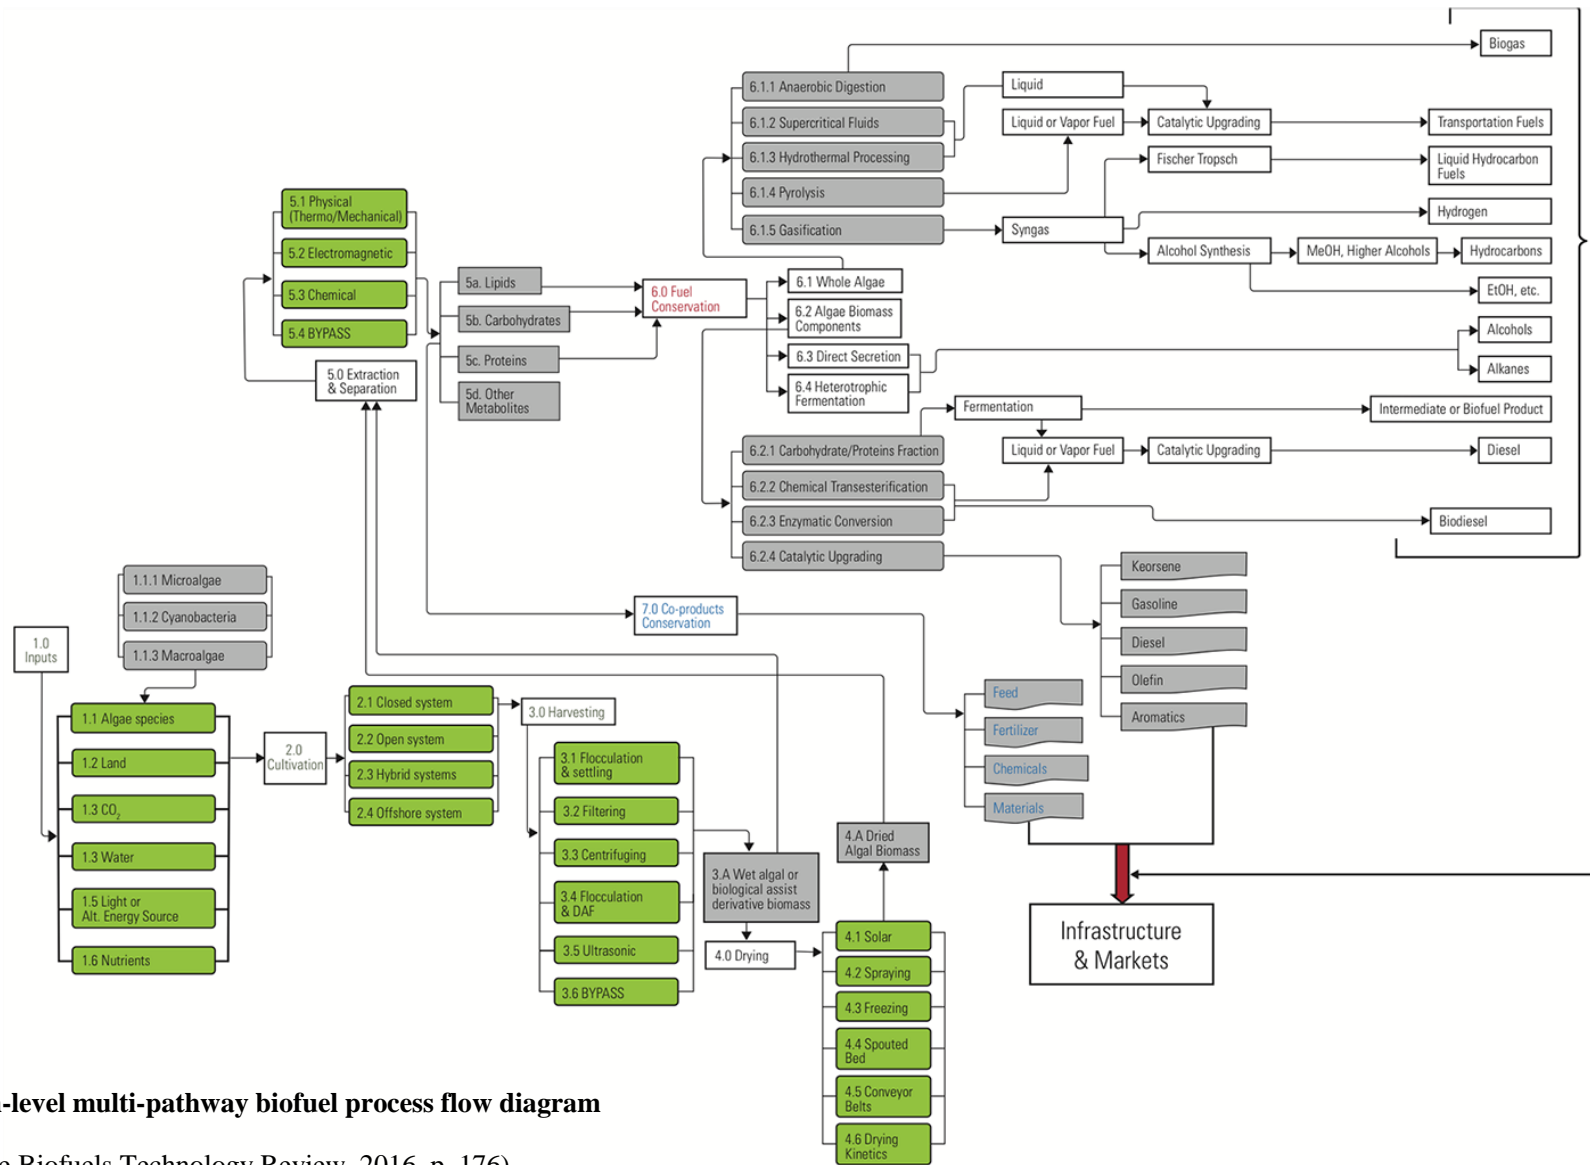 Biogas
6.1.1 Anaerobic Digestion
Liquid
6.1.2 Supercritical Fluids
Liquid or Vapor Fuel
Catalytic Upgrading
Transportation Fuels
6.1.3 Hydrothermal Processing
Fischer Tropsch
Liquid Hydrocarbon
Fuels
6.1.4 Pyrolysis
Hydrogen
6.1.5 Gasification
Syngas
Alcohol Synthesis
MeOH, Higher Alcohols
Hydrocarbons
EtOH, etc.
5.1 Physical
(Thermo/Mechanical)
5.2 Electromagnetic
5.3 Chemical
5.4 BYPASS
5.0 Extraction
& Separation
5a. Lipids
5b. Carbohydrates
5c. Proteins
5d. Other
Metabolites
6.0 Fuel
Conservation
6.1 Whole Algae
6.2 Algae Biomass
Components
6.3 Direct Secretion
6.4 Heterotrophic
Fermentation
Alcohols
Alkanes
Fermentation
Intermediate or Biofuel Product
6.2.1 Carbohydrate/Proteins Fraction
Liquid or Vapor Fuel
Catalytic Upgrading
Diesel
6.2.2 Chemical Transesterification
6.2.3 Enzymatic Conversion
Biodiesel
6.2.4 Catalytic Upgrading
Keorsene
Gasoline
Diesel
Olefin
Aromatics
7.0 Co-products
Conservation
Feed
Fertilizer
Chemicals
Materials
1.1.1 Microalgae
1.1.2 Cyanobacteria
1.1.3 Macroalgae
1.0
Inputs
1.1 Algae species
1.2 Land
1.3 CO₂
1.3 Water
1.5 Light or
Alt. Energy Source
1.6 Nutrients
2.0
Cultivation
2.1 Closed system
2.2 Open system
2.3 Hybrid systems
2.4 Offshore system
3.0 Harvesting
3.1 Flocculation
& settling
3.2 Filtering
3.3 Centrifuging
3.4 Flocculation
& DAF
3.5 Ultrasonic
3.6 BYPASS
3.A Wet algal or
biological assist
derivative biomass
4.0 Drying
4.A Dried
Algal Biomass
4.1 Solar
4.2 Spraying
4.3 Freezing
4.4 Spouted
Bed
4.5 Conveyor
Belts
4.6 Drying
Kinetics
Infrastructure
& Markets
-level multi-pathway biofuel process flow diagram
Biofuels Technology Review, 2016, p. 176)